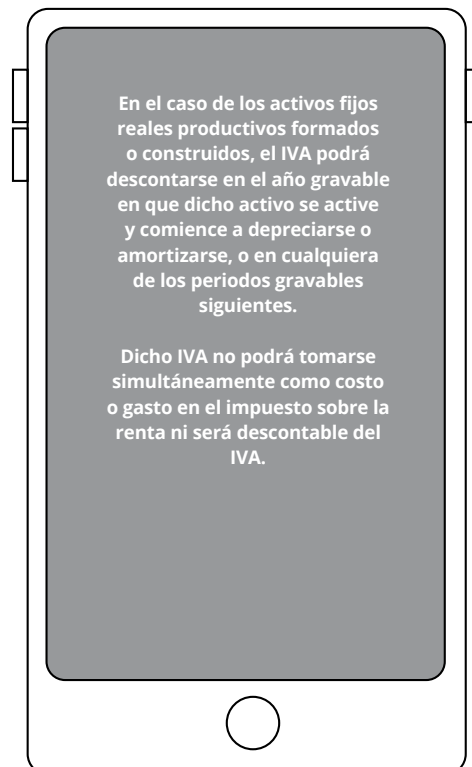 En el caso de los activos fijos
reales productivos formados
o construidos, el IVA podrá
descontarse en el año gravable
en que dicho activo se active
y comience a depreciarse o
amortizarse, o en cualquiera
de los periodos gravables
siguientes.
Dicho IVA no podrá tomarse
simultáneamente como costo
o gasto en el impuesto sobre la
renta ni será descontable del
IVA.